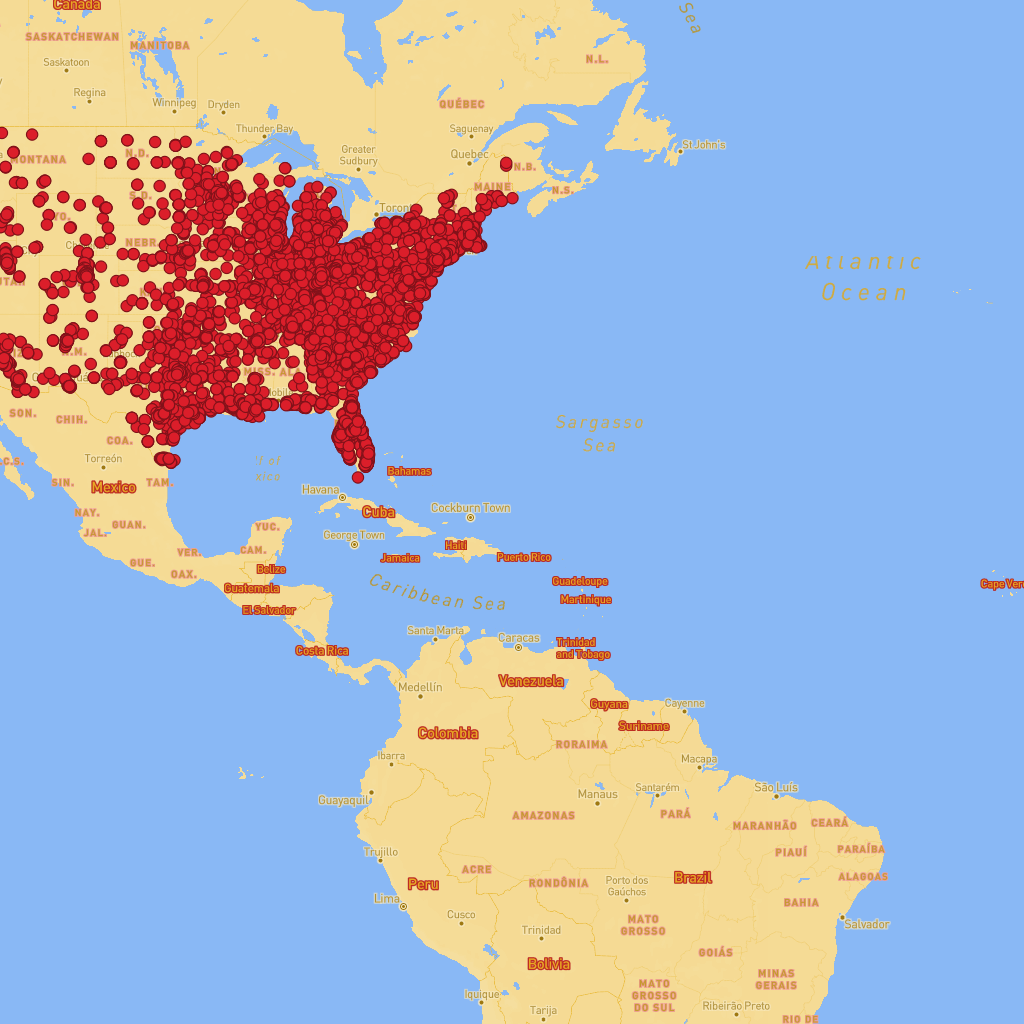 Canada
Sea
SASKATCHEWAN
MANITOBA
N.L.
Saskatoon
Regina
Winnipeg
Dryden
QUÉBEC
Thunder Bay
Saguenay
Greater
Sudbury
Quebec
St John's
MONTANA
N.D.
N.B.
MAINE
N.S.
S.D.
Toronto
NEBR.
Atlantic
Ocean
MISS.
SON.
CHIH.
COA.
Sargasso
Sea
Torreón
Bahamas
SIN.
TAM.
Mexico
Havana
Cuba
Cockburn Town
NAY.
GUAN.
JAL.
YUC.
George Town
Haiti
VER.
CAM.
Jamaica
Puerto Rico
GUE.
OAX.
Belize
Guatemala
Caribbean Sea
Guadeloupe
Martinique
El Salvador
Santa Marta
Caracas
Costa Rica
Trinidad
and Tobago
Venezuela
Medellín
Guyana
Cayenne
Suriname
Colombia
RORAIMA
Ibarra
Macapa
Guayaquil
Manaus
Santarém
São Luís
AMAZONAS
PARÁ
MARANHÃO
CEARÁ
Trujillo
PIAUÍ
PARAÍBA
ACRE
Peru
RONDÔNIA
Porto dos
Gaúchos
Brazil
ALAGOAS
Lima
BAHIA
Cusco
MATO
GROSSO
Salvador
Trinidad
GOIÁS
Bolivia
MINAS
GERAIS
MATO
GROSSO
DO SUL
Iquique
Tarija
Ribeirão Preto
RIO DE